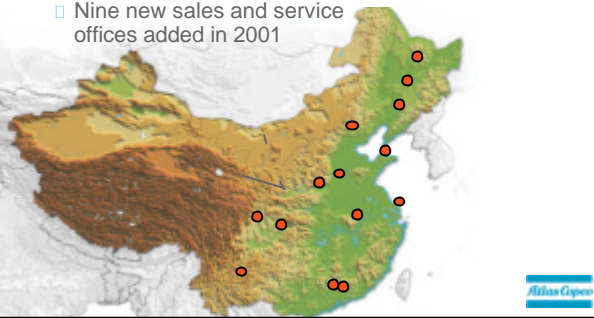 Nine new sales and service
offices added in 2001
Atlas Copco